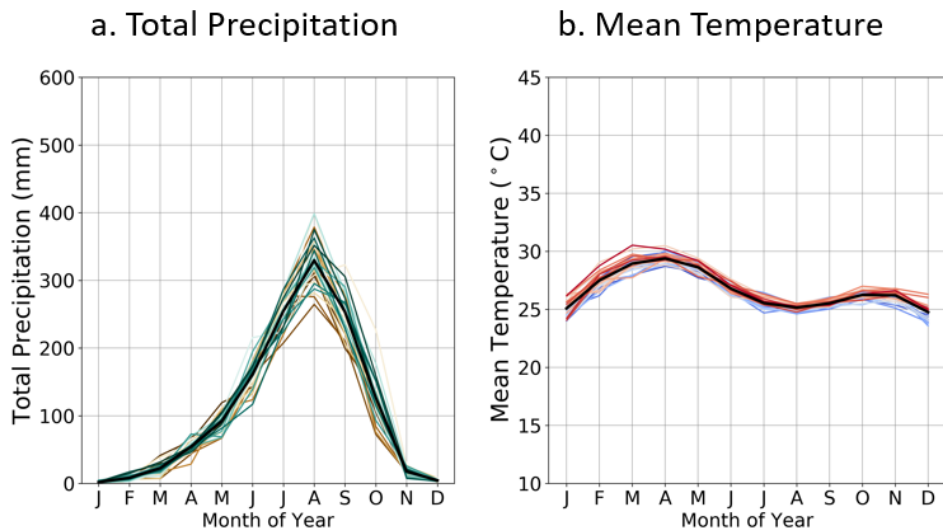 a. Total Precipitation
b. Mean Temperature
Total Precipitation (mm)
600
500
400
300
200
100
0
J F M A M J J A S O N D
Month of Year
Mean Temperature (°C)
45
40
35
30
25
20
15
10
J F M A M J J A S O N D
Month of Year